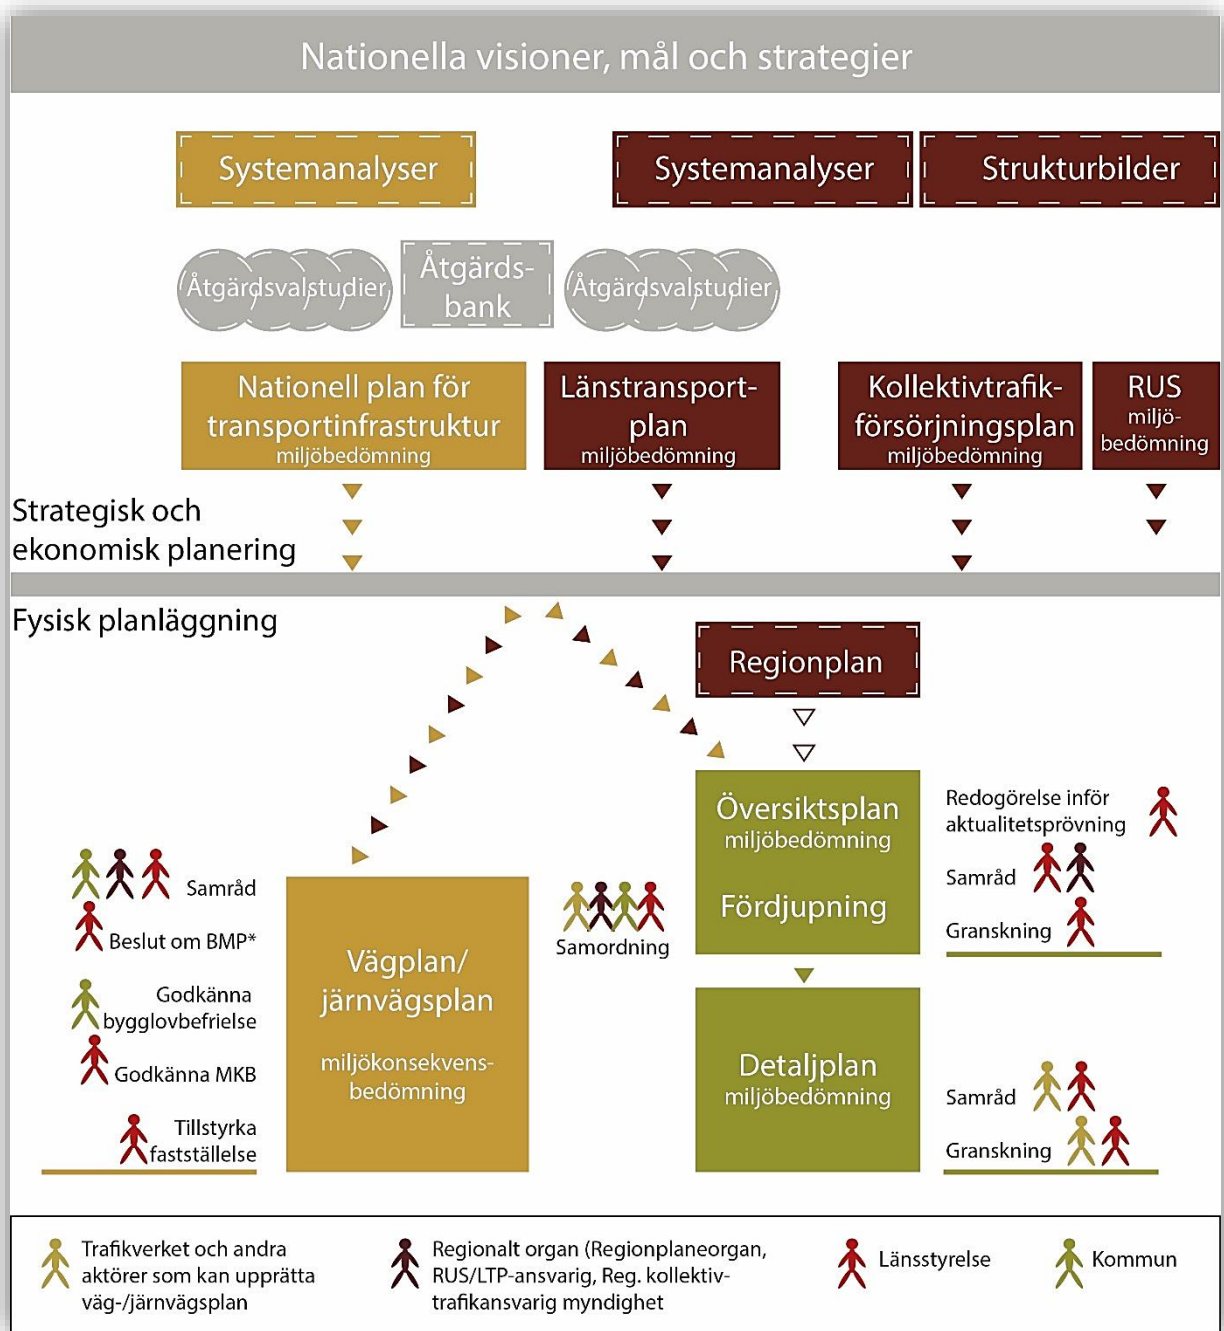 Nationella visioner, mål och strategier
Systemanalyser
Systemanalyser
Strukturbilder
Åtgärdsvalstudier
Åtgärds-
bank
Åtgärdsvalstudier
Nationell plan för
transportinfrastruktur
miljöbedömning
Länstransport-
plan
miljöbedömning
Kollektivtrafik-
försörjningsplan
miljöbedömning
RUS
miljö-
bedömning
Strategisk och
ekonomisk planering
Fysisk planläggning
Regionplan
Översiktsplan
miljöbedömning
Fördjupning
Redogörelse inför
aktualitetsprövning
Samråd
Granskning
Samråd
Beslut om BMP*
Godkänna
bygglovbefrielse
Godkänna MKB
Tillstyrka
fastställelse
Vägplan/
järnvägsplan
miljökonsekvens-
bedömning
Samordning
Detaljplan
miljöbedömning
Samråd
Granskning
Trafikverket och andra
aktörer som kan upprätta
väg-/järnvägsplan
Regionalt organ (Regionplaneorgan,
RUS/LTP-ansvarig, Reg. kollektiv-
trafikansvarig myndighet
Länsstyrelse
Kommun